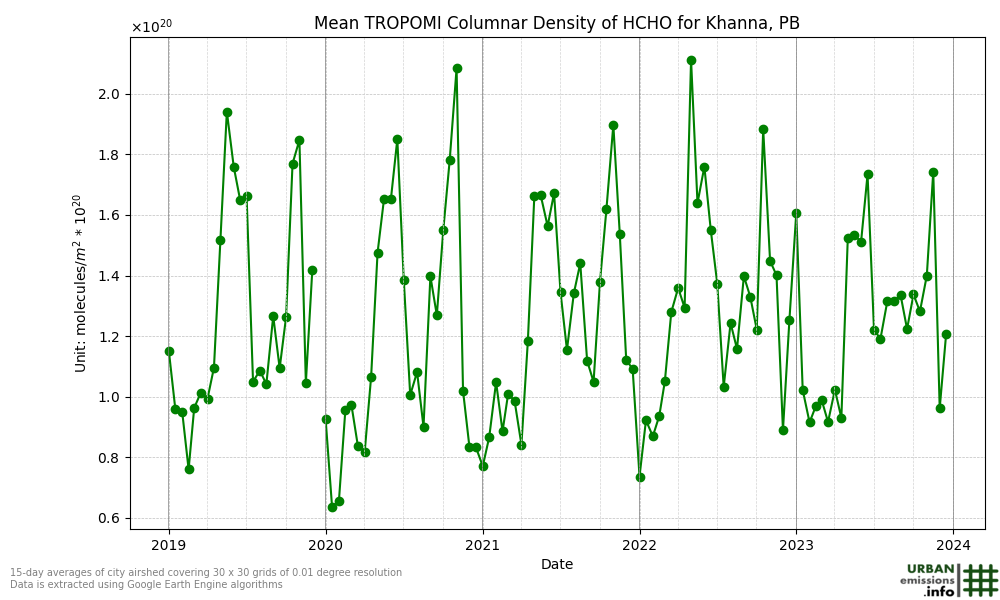 Mean TROPOMI Columnar Density of HCHO for Khanna, PB
×10²⁰
2.0
1.8
1.6
1.4
1.2
1.0
0.8
0.6
Unit: molecules/m² * 10²⁰
2019 2020 2021 2022 2023 2024
Date
15-day averages of city airshed covering 30 x 30 grids of 0.01 degree resolution
Data is extracted using Google Earth Engine algorithms
URBAN
emissions
.info